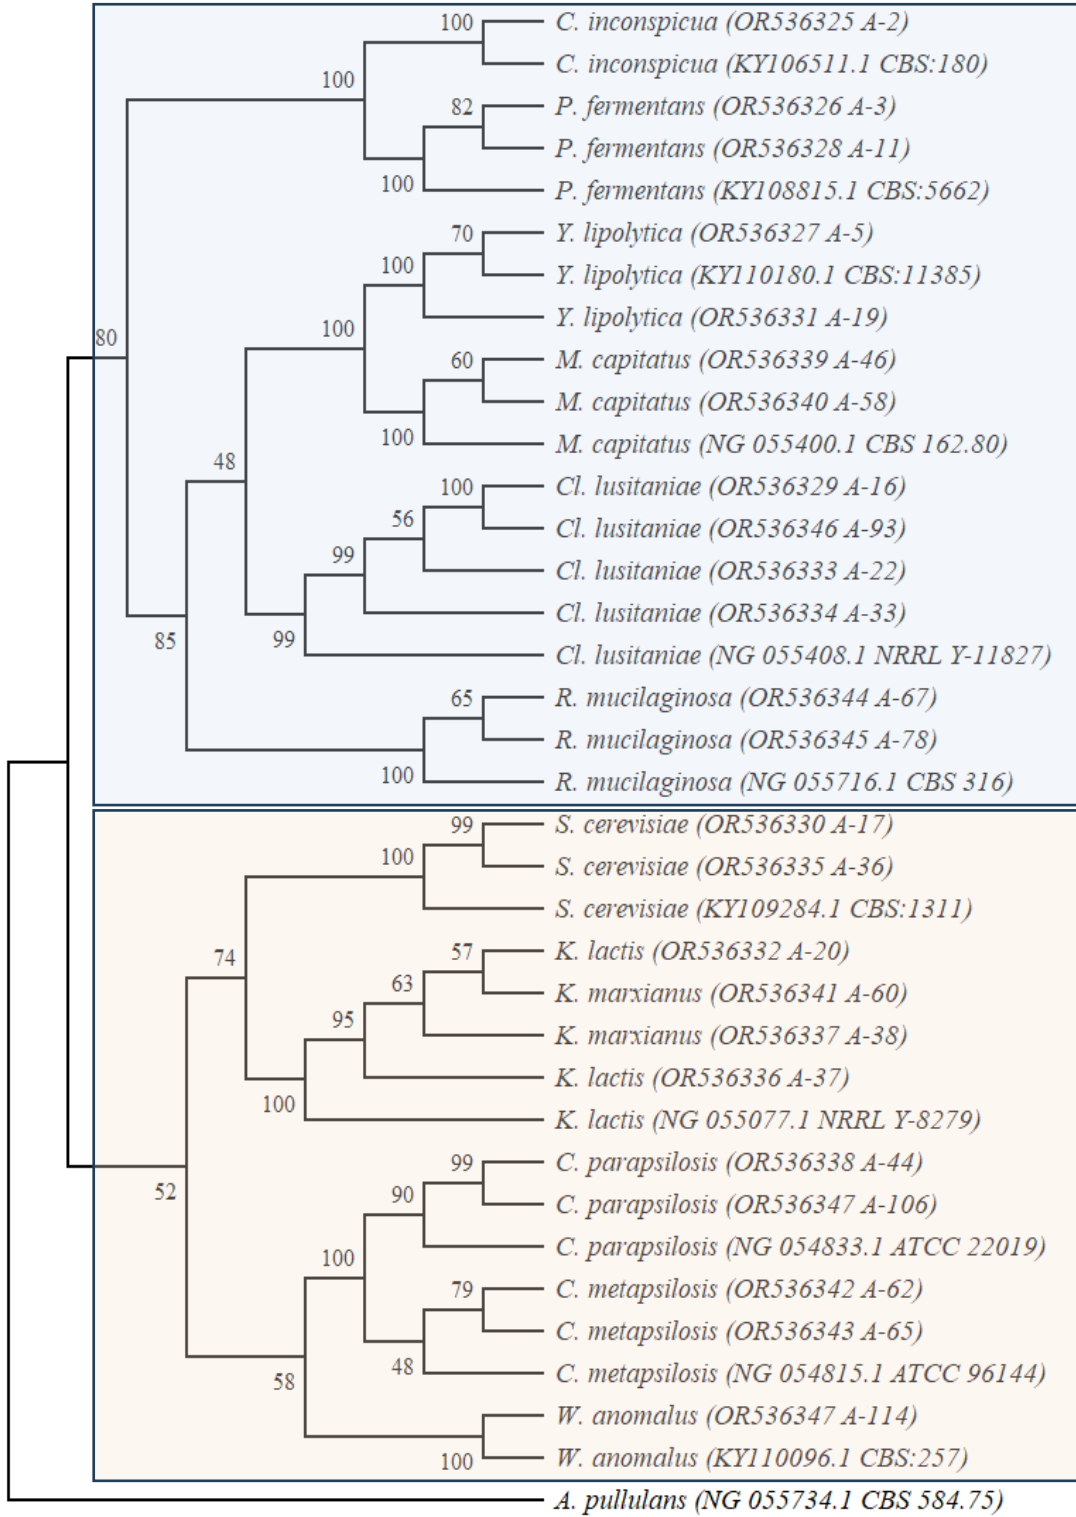 100
C. inconspicua (OR536325 A-2)
C. inconspicua (KY106511.1 CBS:180)
100
82
P. fermentans (OR536326 A-3)
P. fermentans (OR536328 A-11)
100
P. fermentans (KY108815.1 CBS:5662)
70
Y. lipolytica (OR536327 A-5)
100
Y. lipolytica (KY110180.1 CBS:11385)
Y. lipolytica (OR536331 A-19)
100
80
60
M. capitatus (OR536339 A-46)
M. capitatus (OR536340 A-58)
100
M. capitatus (NG 055400.1 CBS 162.80)
48
100
Cl. lusitaniae (OR536329 A-16)
56
Cl. lusitaniae (OR536346 A-93)
99
Cl. lusitaniae (OR536333 A-22)
Cl. lusitaniae (OR536334 A-33)
85
99
Cl. lusitaniae (NG 055408.1 NRRL Y-11827)
65
R. mucilaginosa (OR536344 A-67)
R. mucilaginosa (OR536345 A-78)
100
R. mucilaginosa (NG 055716.1 CBS 316)
99
S. cerevisiae (OR536330 A-17)
100
S. cerevisiae (OR536335 A-36)
S. cerevisiae (KY109284.1 CBS:1311)
74
57
K. lactis (OR536332 A-20)
63
K. marxianus (OR536341 A-60)
95
K. marxianus (OR536337 A-38)
K. lactis (OR536336 A-37)
100
K. lactis (NG 055077.1 NRRL Y-8279)
99
C. parapsilosis (OR536338 A-44)
52
90
C. parapsilosis (OR536347 A-106)
C. parapsilosis (NG 054833.1 ATCC 22019)
100
79
C. metapsilosis (OR536342 A-62)
C. metapsilosis (OR536343 A-65)
48
C. metapsilosis (NG 054815.1 ATCC 96144)
58
W. anomalus (OR536347 A-114)
100
W. anomalus (KY110096.1 CBS:257)
A. pullulans (NG 055734.1 CBS 584.75)